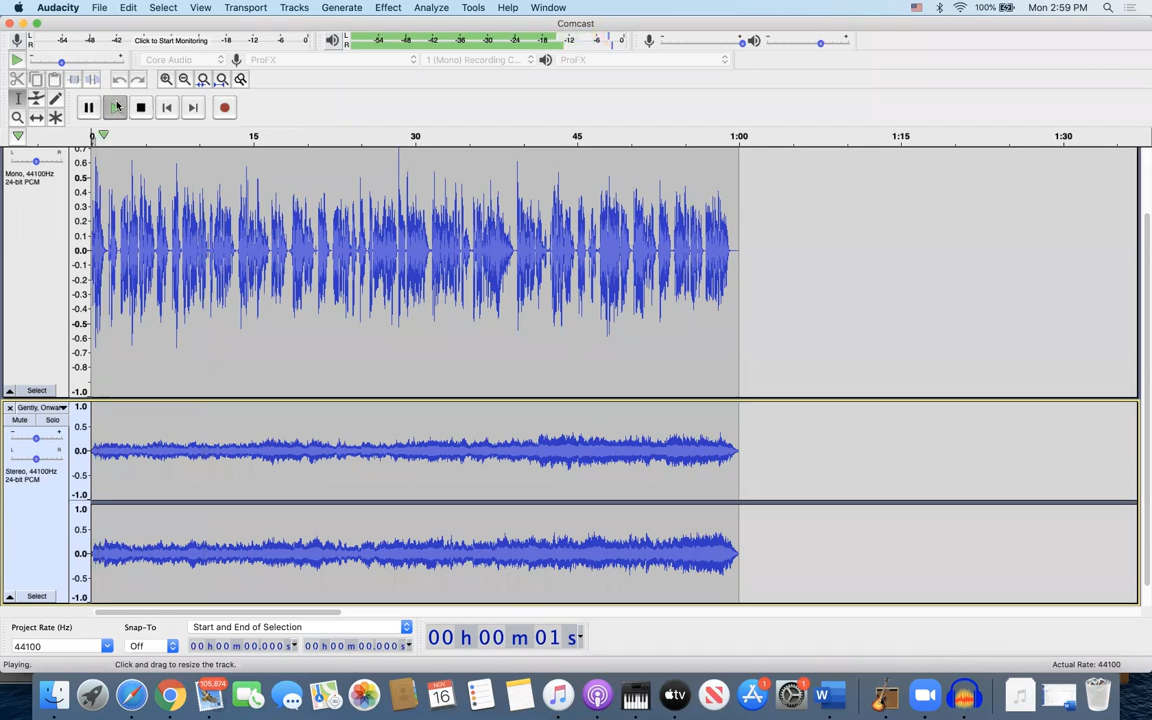 Audacity File Edit Select View Transport Tracks Generate Effect Analyze Tools Help Window 100% Mon 2:59 PM
Comcast
L R -54 -48 -42 Click to Start Monitoring -18 -12 -6 0 L R -54 -48 -42 -36 -30 -24 -18 -12 -6 0
Core Audio ProFX 1 (Mono) Recording C... ProFX
0 15 30 45 1:00 1:15 1:30
L R
Mono, 44100Hz
24-bit PCM
0.7
0.6
0.5
0.4
0.3
0.2
0.1
0.0
-0.1
-0.2
-0.3
-0.4
-0.5
-0.6
-0.7
-0.8
-1.0
Select
Gently, Onwar
Mute Solo
- +
L R
Stereo, 44100Hz
24-bit PCM
1.0
0.5
0.0
-0.5
-1.0
1.0
0.5
0.0
-0.5
-1.0
Select
Project Rate (Hz) Snap-To Start and End of Selection
44100 Off 00 h 00 m 00.000 s 00 h 00 m 00.000 s 00 h 00 m 01 s
Playing. Click and drag to resize the track. Actual Rate: 44100
105,674
NOV
16
tv
1
1
W